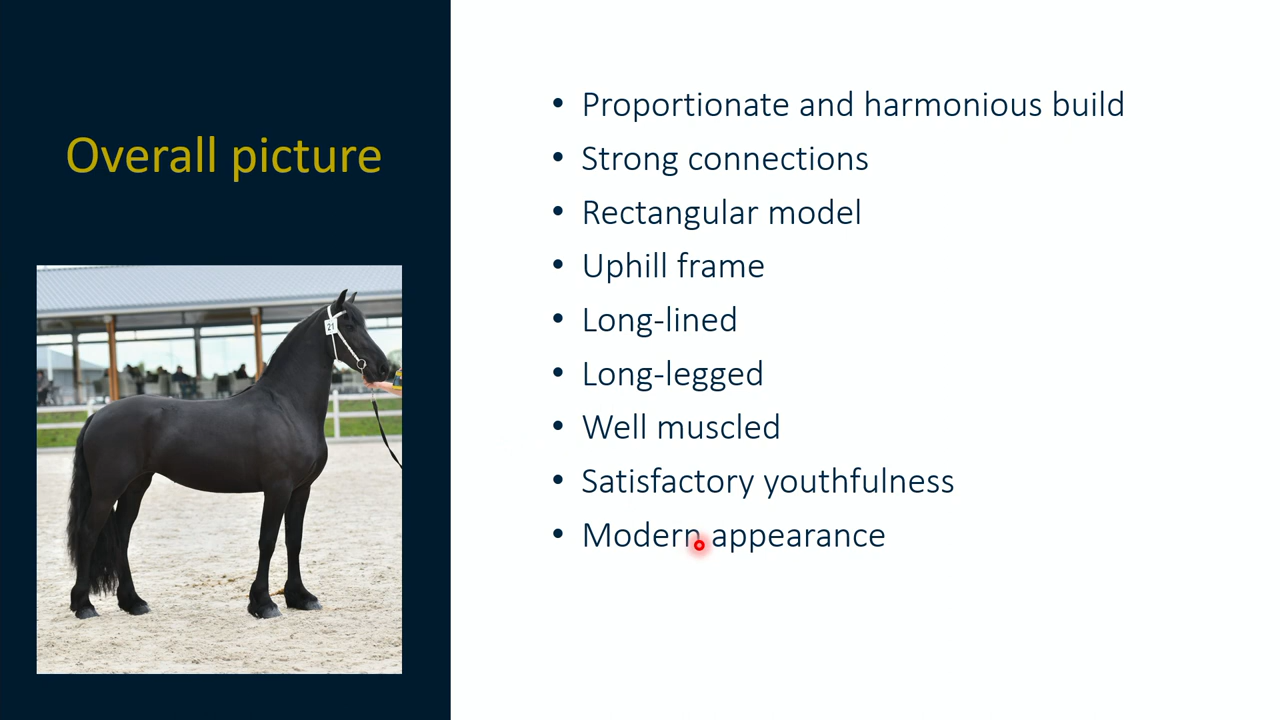 Overall picture
21
• Proportionate and harmonious build
• Strong connections
• Rectangular model
• Uphill frame
• Long-lined
• Long-legged
• Well muscled
• Satisfactory youthfulness
• Modern appearance